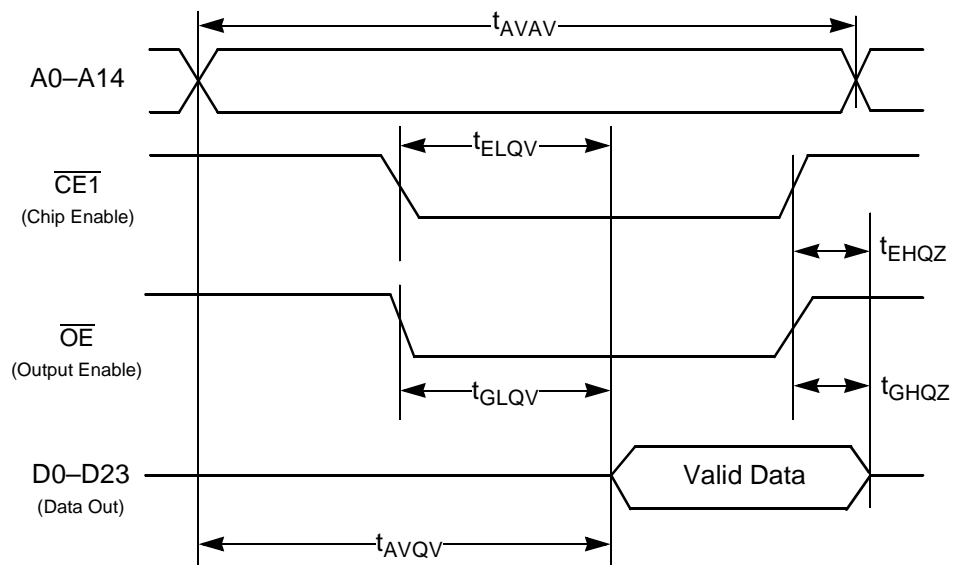 tAVAV
A0–A14
tELQV
CE1
(Chip Enable)
tEHQZ
OE
(Output Enable)
tGLQV
tGHQZ
D0–D23
(Data Out)
Valid Data
tAVQV